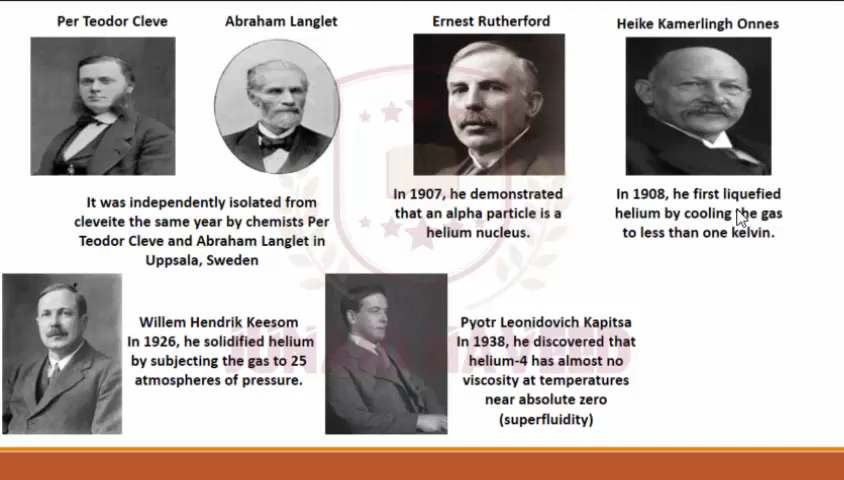 Per Teodor Cleve
Abraham Langlet
Ernest Rutherford
Heike Kamerlingh Onnes
It was independently isolated from
cleveite the same year by chemists Per
Teodor Cleve and Abraham Langlet in
Uppsala, Sweden
In 1907, he demonstrated
that an alpha particle is a
helium nucleus.
In 1908, he first liquefied
helium by cooling the gas
to less than one kelvin.
Willem Hendrik Keesom
In 1926, he solidified helium
by subjecting the gas to 25
atmospheres of pressure.
Pyotr Leonidovich Kapitsa
In 1938, he discovered that
helium-4 has almost no
viscosity at temperatures
near absolute zero
(superfluidity)